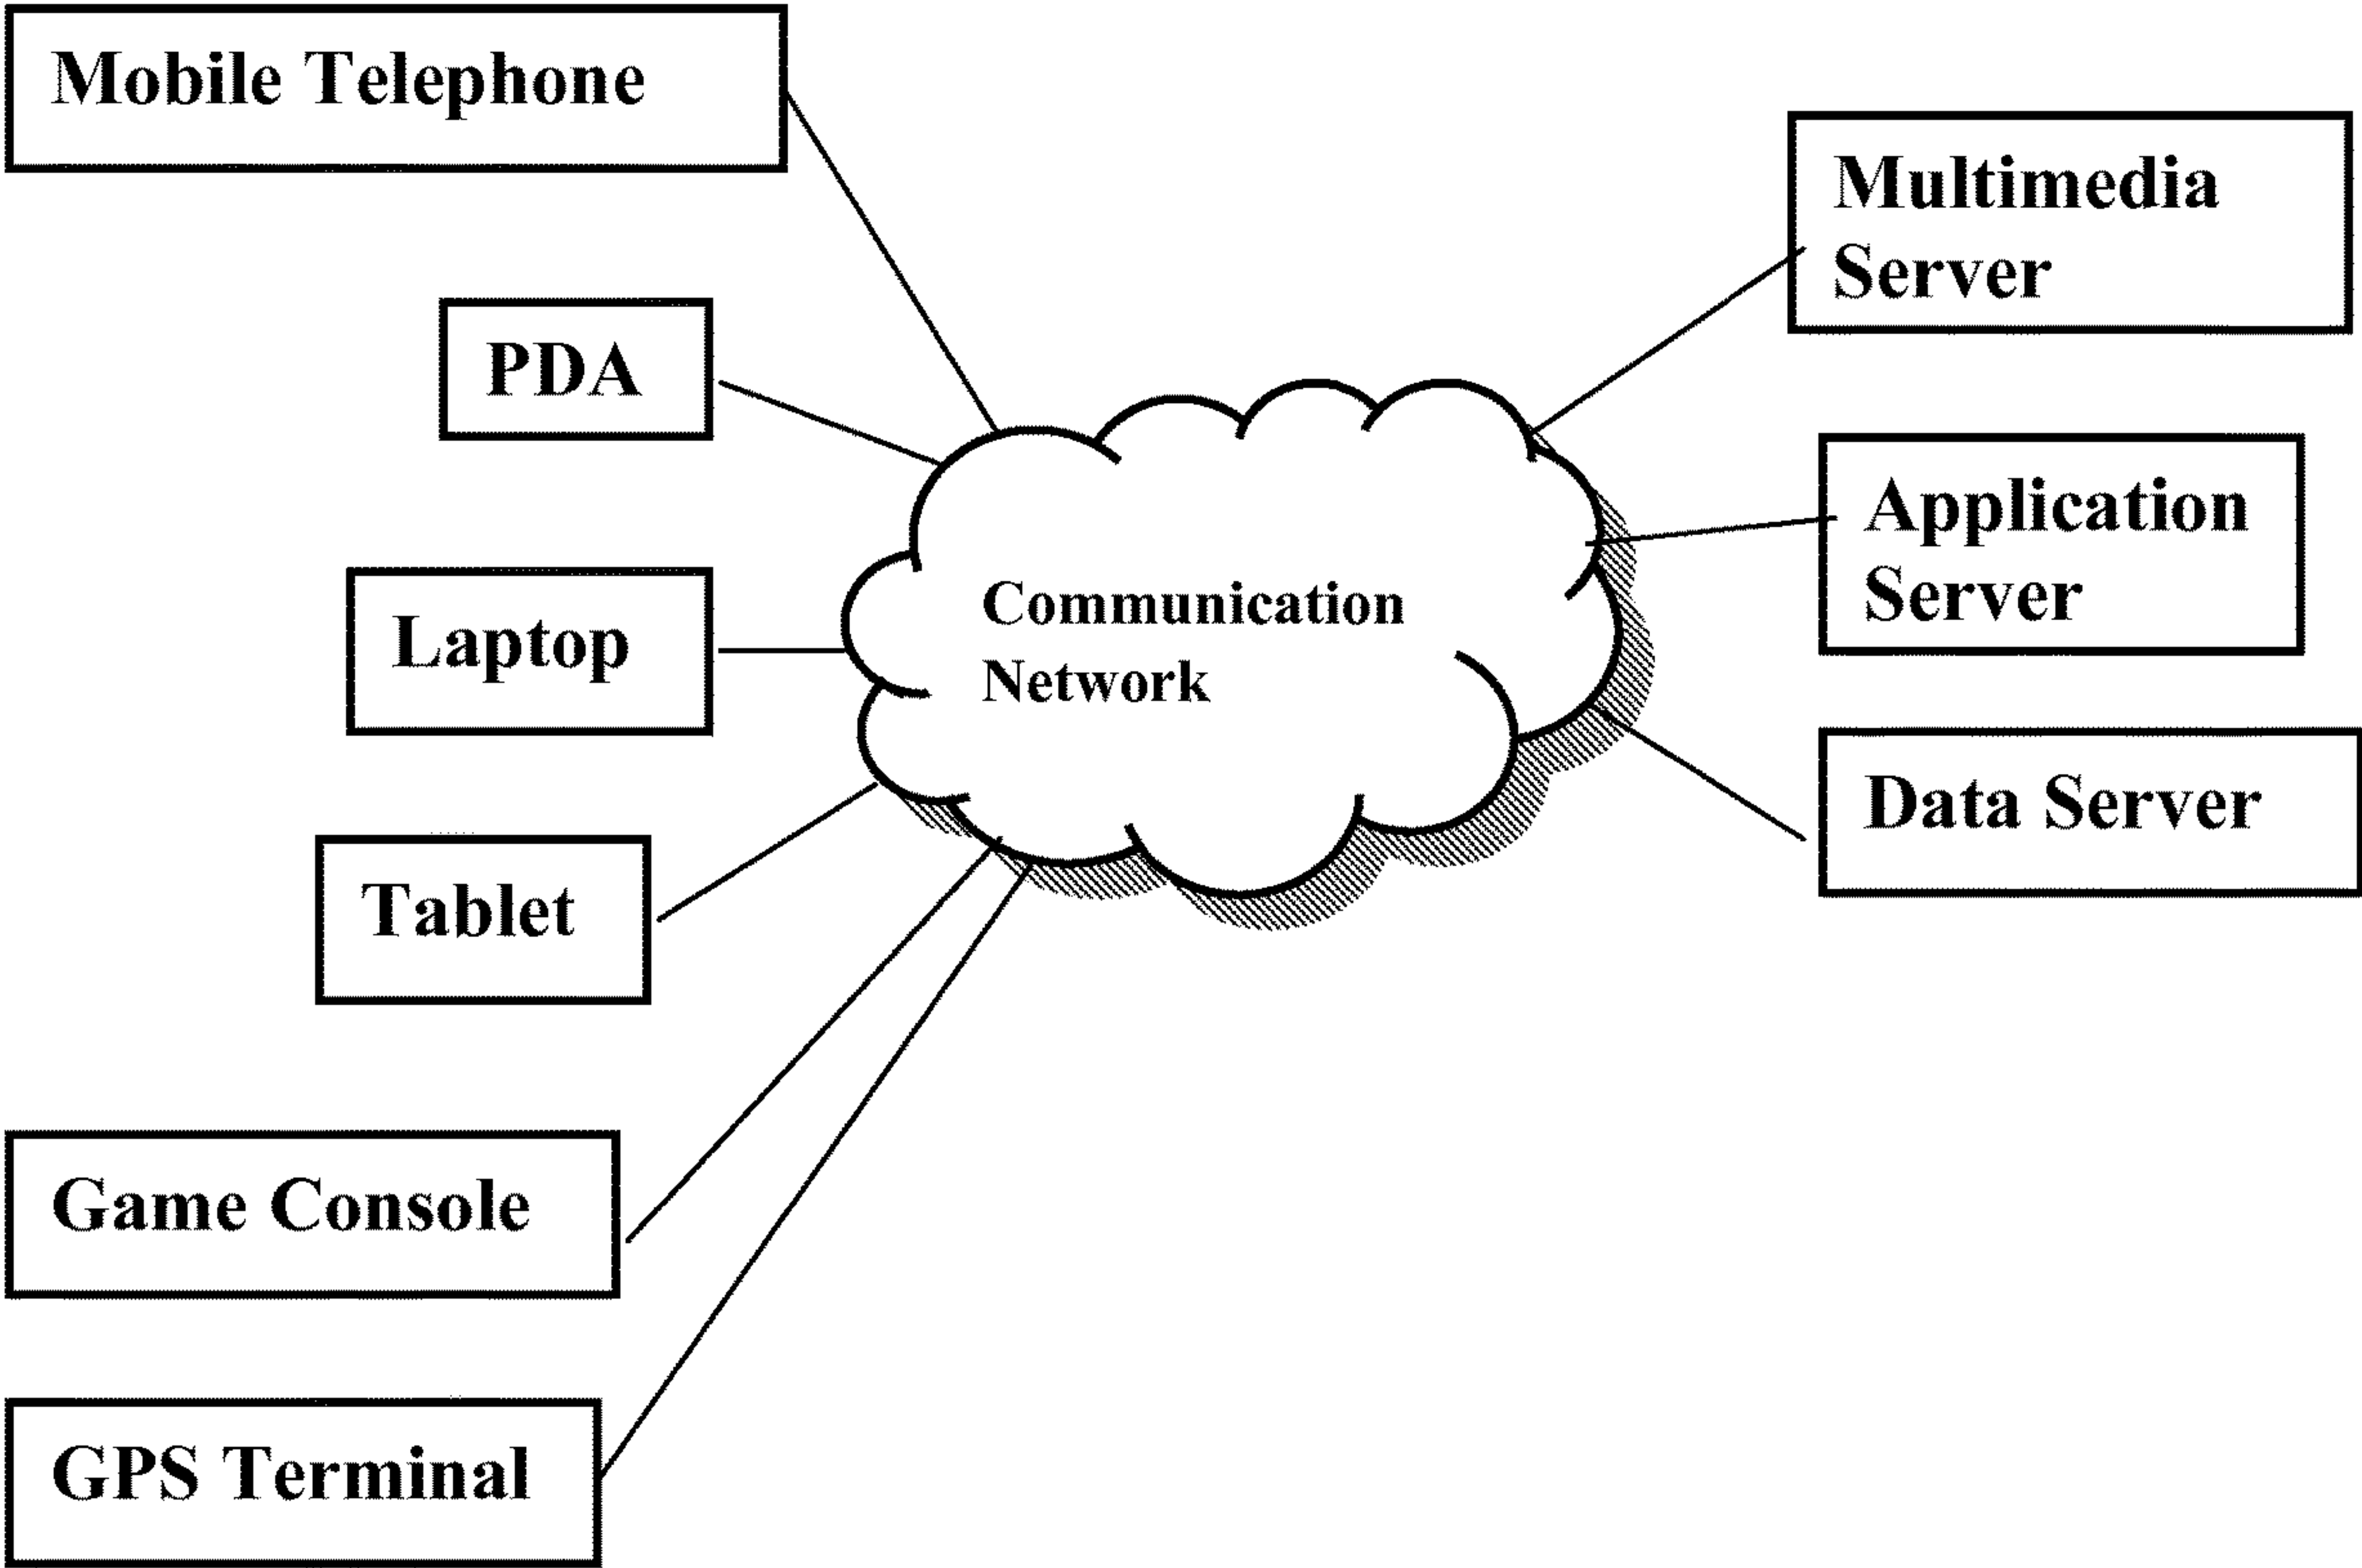 Mobile Telephone
PDA
Laptop
Tablet
Game Console
GPS Terminal
Communication
Network
Multimedia
Server
Application
Server
Data Server